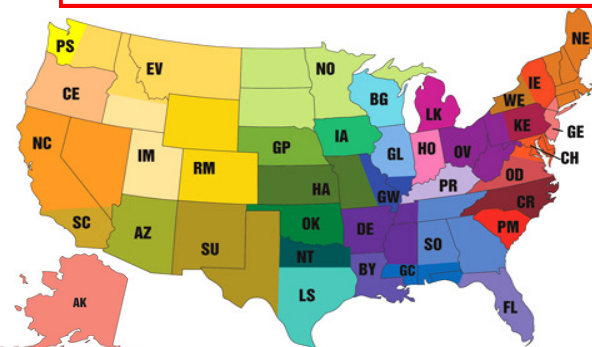 NE
PS
EV
NO
IE
CE
BG
LK
WE
KE
GE
NC
IA
GP
GL
HO
OV
CH
IM
RM
HA
GW
PR
OD
CR
SC
AZ
SU
OK
DE
SO
PM
NT
BY
GC
LS
FL
AK